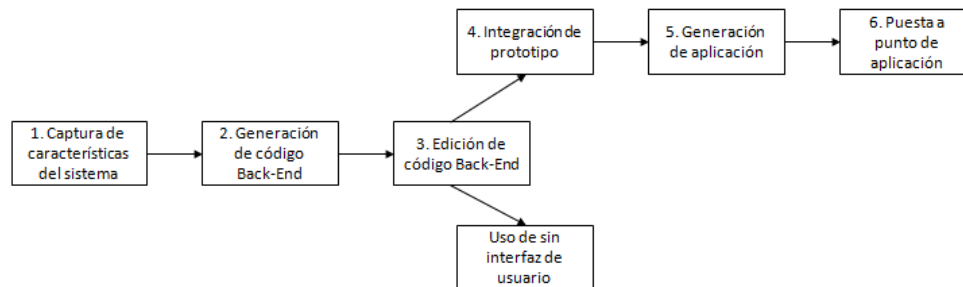 1. Captura de
características
del sistema
2. Generación
de código
Back-End
3. Edición de
código Back-End
4. Integración de
prototipo
5. Generación
de aplicación
6. Puesta a
punto de
aplicación
Uso de sin
interfaz de
usuario